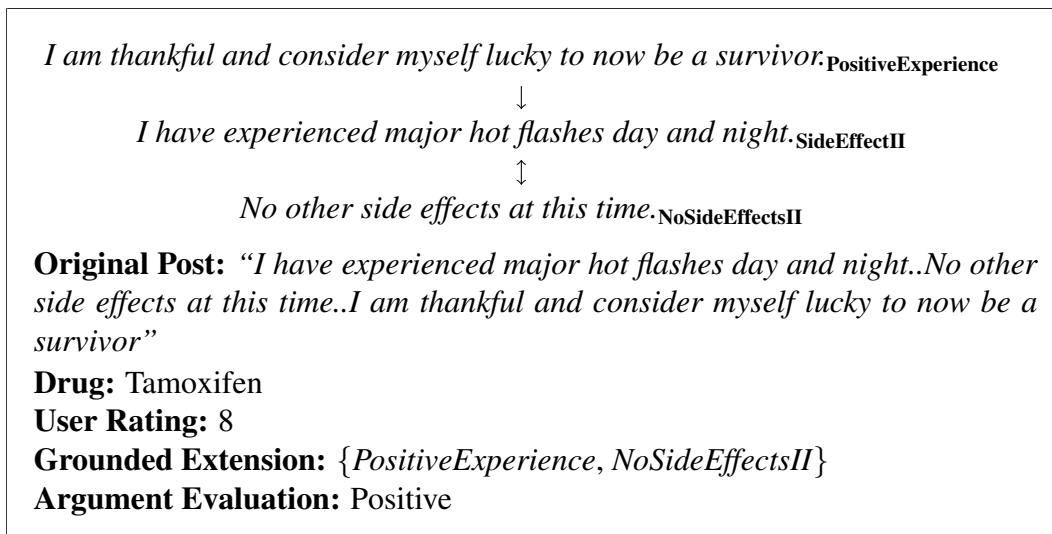 I am thankful and consider myself lucky to now be a survivor.PositiveExperience
↓
I have experienced major hot flashes day and night.SideEffectII
↕
No other side effects at this time.NoSideEffectsII
Original Post: “I have experienced major hot flashes day and night..No other
side effects at this time..I am thankful and consider myself lucky to now be a
survivor”
Drug: Tamoxifen
User Rating: 8
Grounded Extension: {PositiveExperience, NoSideEffectsII}
Argument Evaluation: Positive